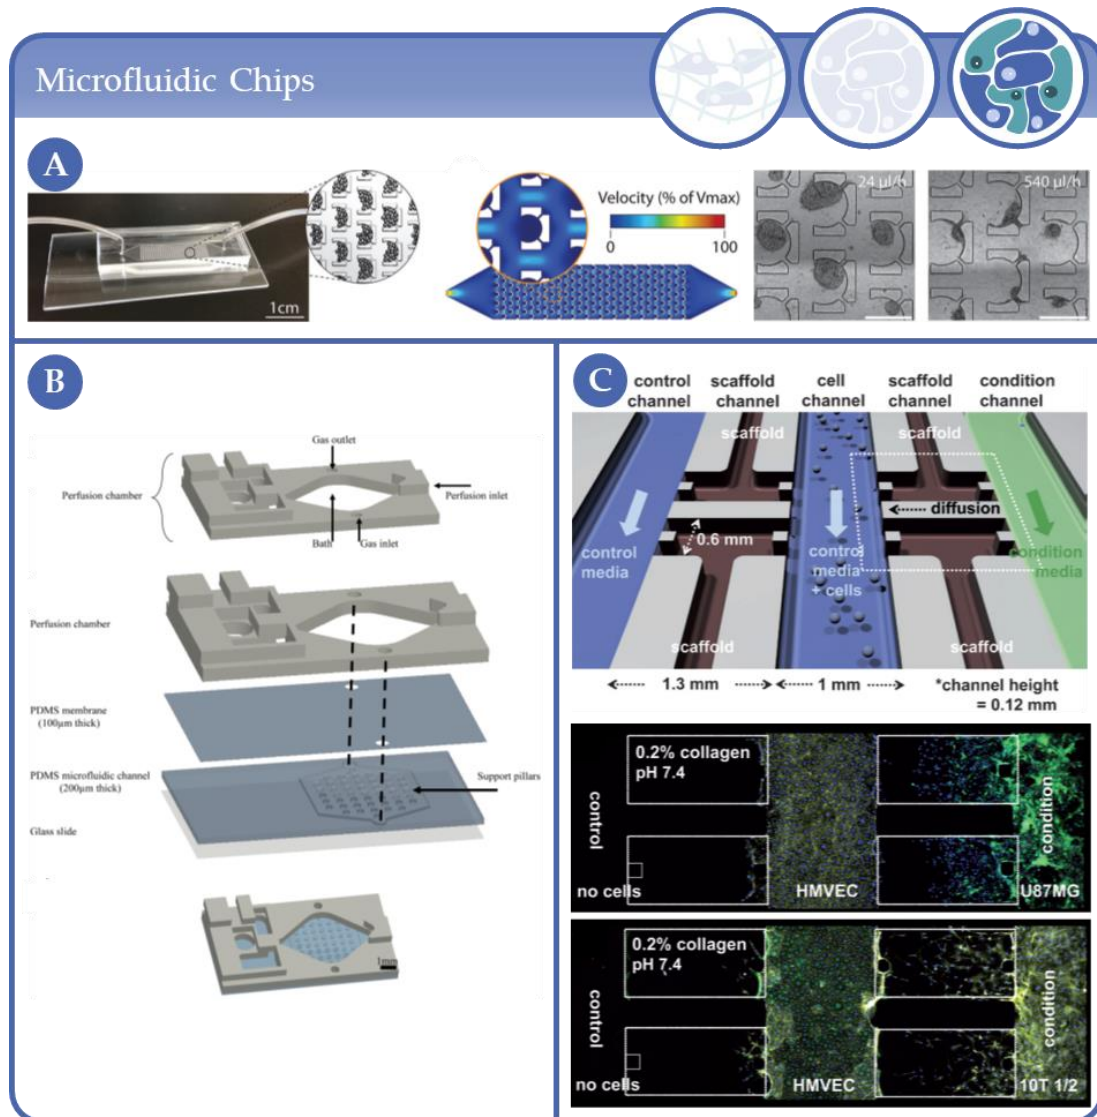 Microfluidic Chips
A
1cm
Velocity (% of Vmax)
0 100
24 µl/h
540 µl/h
B
Gas outlet
Perfusion chamber
Perfusion inlet
Bath
Gas inlet
Perfusion chamber
PDMS membrane
(100µm thick)
PDMS microfluidic channel
(200µm thick)
Support pillars
Glass slide
1mm
C
control
channel
scaffold
channel
cell
channel
scaffold
channel
condition
channel
scaffold
scaffold
diffusion
0.6 mm
control
media
control
media
+ cells
condition
media
scaffold
scaffold
1.3 mm
1 mm
*channel height
= 0.12 mm
0.2% collagen
pH 7.4
control
condition
no cells
HMVEC
U87MG
0.2% collagen
pH 7.4
control
condition
no cells
HMVEC
10T 1/2